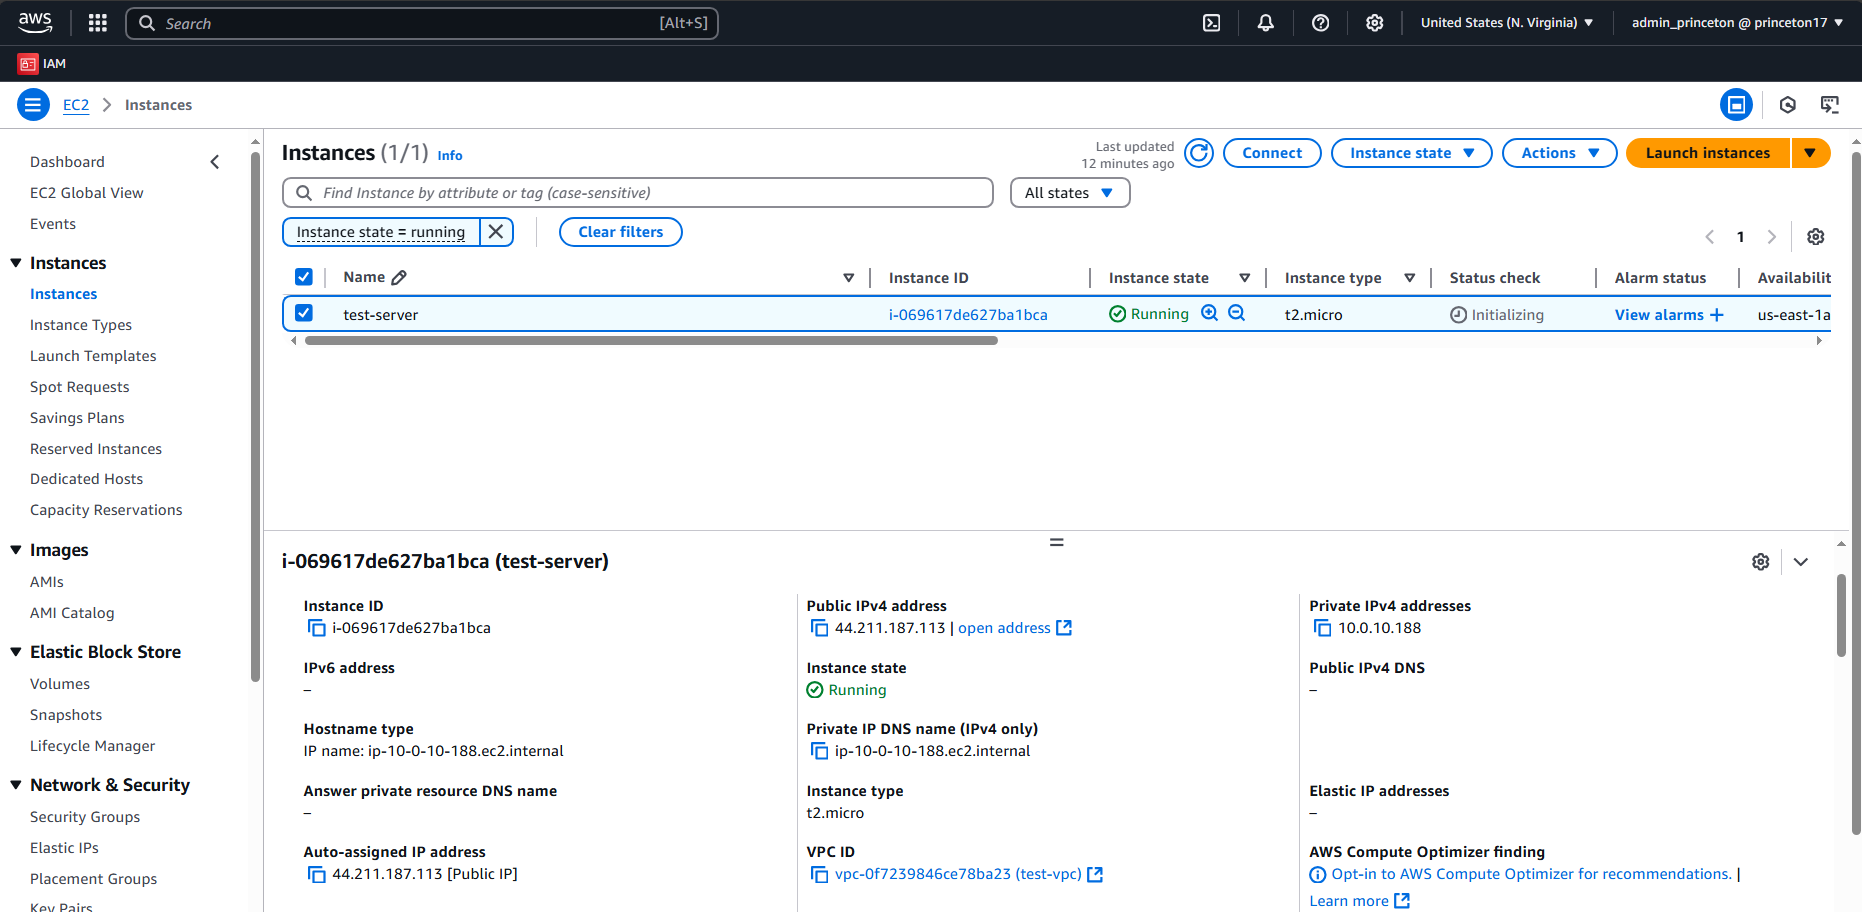 aws
Search [Alt+S]
United States (N. Virginia)
admin_princeton @ princeton17
IAM
EC2
Instances
Dashboard
EC2 Global View
Events
Instances
Instances
Instance Types
Launch Templates
Spot Requests
Savings Plans
Reserved Instances
Dedicated Hosts
Capacity Reservations
Images
AMIs
AMI Catalog
Elastic Block Store
Volumes
Snapshots
Lifecycle Manager
Network & Security
Security Groups
Elastic IPs
Placement Groups
Key Pairs
Instances (1/1) Info
Last updated
12 minutes ago
Connect
Instance state
Actions
Launch instances
Find Instance by attribute or tag (case-sensitive)
All states
Instance state = running
Clear filters
1
Name Instance ID Instance state Instance type Status check Alarm status Availabilit
test-server i-069617de627ba1bca Running t2.micro Initializing View alarms + us-east-1a
i-069617de627ba1bca (test-server)
Instance ID
i-069617de627ba1bca
IPv6 address
–
Hostname type
IP name: ip-10-0-10-188.ec2.internal
Answer private resource DNS name
–
Auto-assigned IP address
44.211.187.113 [Public IP]
Public IPv4 address
44.211.187.113 | open address
Instance state
Running
Private IP DNS name (IPv4 only)
ip-10-0-10-188.ec2.internal
Instance type
t2.micro
VPC ID
vpc-0f7239846ce78ba23 (test-vpc)
Private IPv4 addresses
10.0.10.188
Public IPv4 DNS
–
Elastic IP addresses
–
AWS Compute Optimizer finding
Opt-in to AWS Compute Optimizer for recommendations. |
Learn more